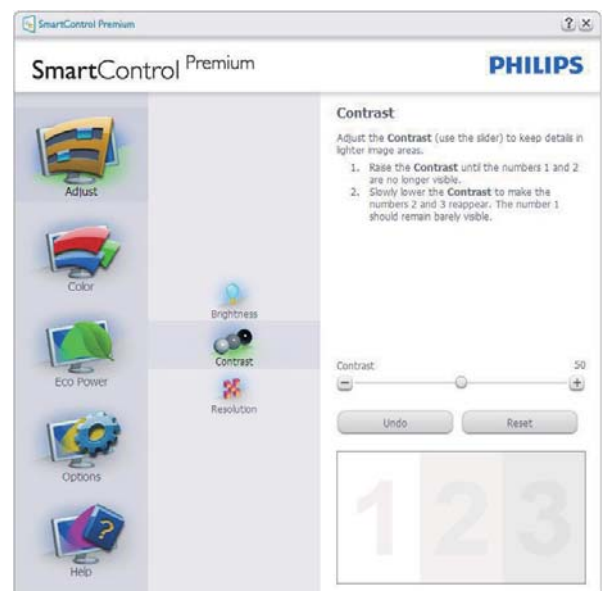 SmartControl Premium
? ×
SmartControl Premium
PHILIPS
Adjust
Color
Eco Power
Options
Help
Brightness
Contrast
Resolution
Contrast
Adjust the Contrast (use the slider) to keep details in
lighter image areas.
1. Raise the Contrast until the numbers 1 and 2
are no longer visible.
2. Slowly lower the Contrast to make the
numbers 2 and 3 reappear. The number 1
should remain barely visible.
Contrast 50
− +
Undo Reset
1 2 3